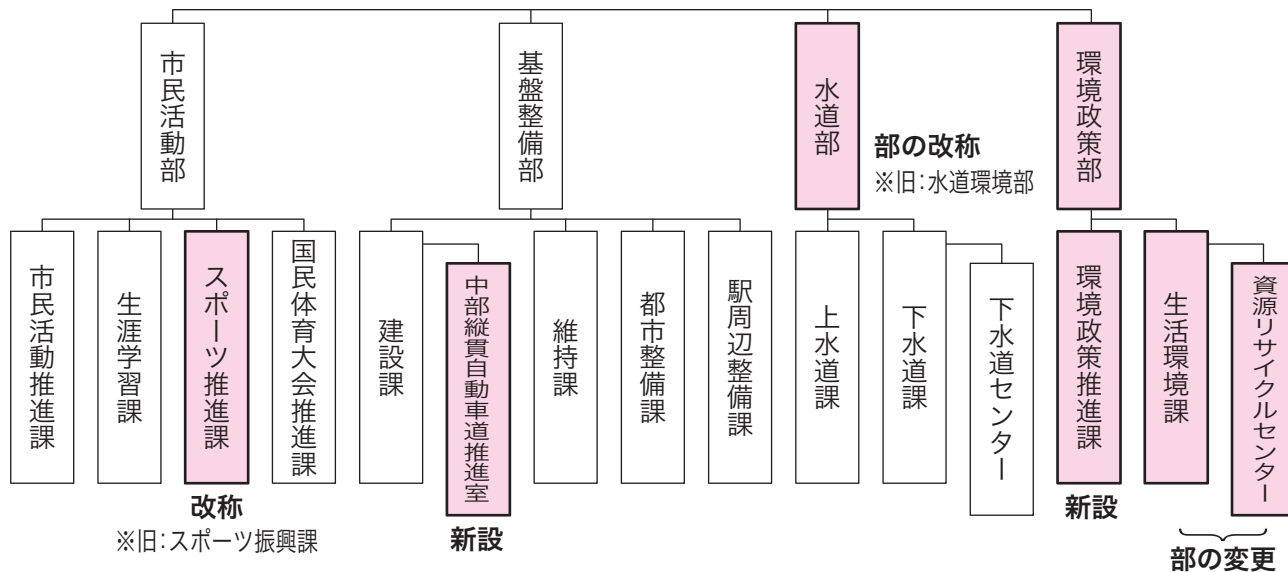 市民活動部
基盤整備部
水道部
環境政策部
部の改称
※旧：水道環境部
市民活動推進課
生涯学習課
スポーツ推進課
国民体育大会推進課
建設課
中部縦貫自動車道推進室
維持課
都市整備課
駅周辺整備課
上水道課
下水道課
下水道センター
環境政策推進課
生活環境課
資源リサイクルセンター
改称
※旧：スポーツ振興課
新設
新設
部の変更